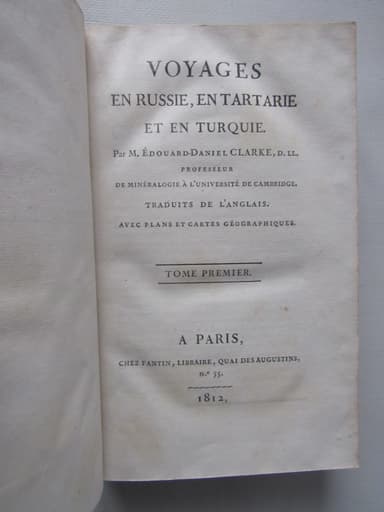 VOYAGES
EN RUSSIE, EN TARTARIE
ET EN TURQUIE.
Par M. ÉDOUARD-DANIEL CLARKE, D. LL.
PROFESSEUR
DE MINÉRALOGIE À L'UNIVERSITÉ DE CAMBRIDGE.
TRADUITS DE L'ANGLAIS.
AVEC PLANS ET CARTES GÉOGRAPHIQUES.
TOME PREMIER.
A PARIS,
CHEZ FANTIN, LIBRAIRE, QUAI DES AUGUSTINS,
n.º 55.
1812,